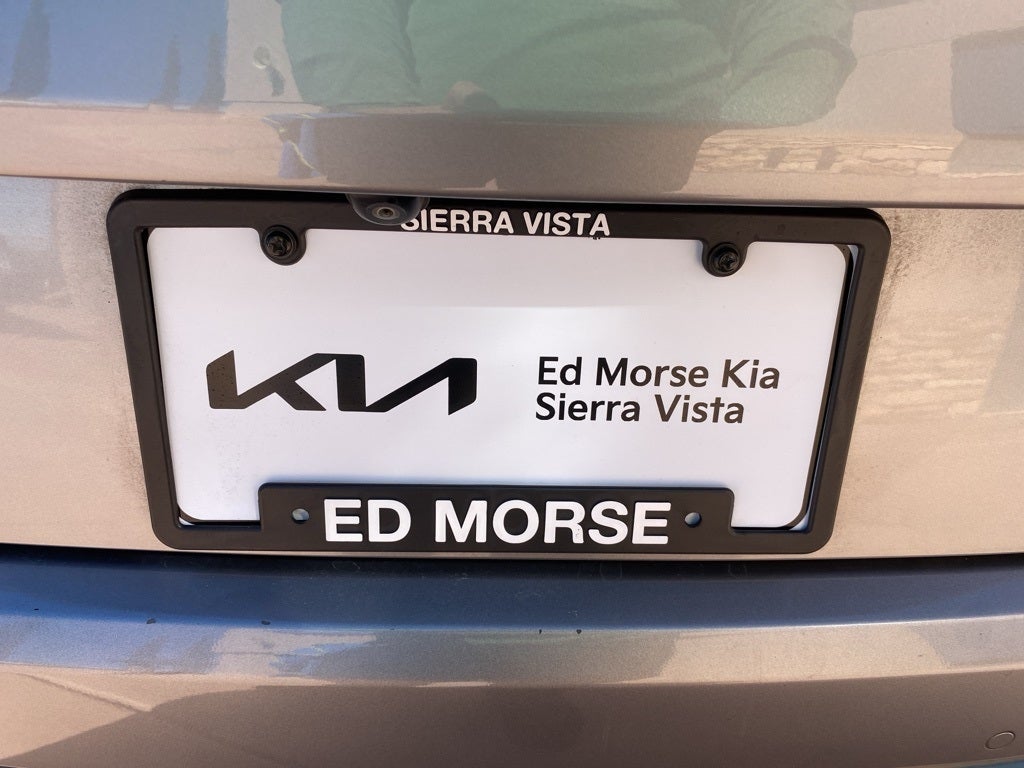 SIERRA VISTA
KIA
Ed Morse Kia
Sierra Vista
ED MORSE